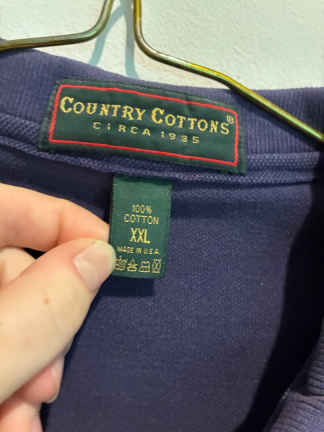 COUNTRY COTTONS®
CIRCA 1935
100%
COTTON
XXL
MADE IN U.S.A.